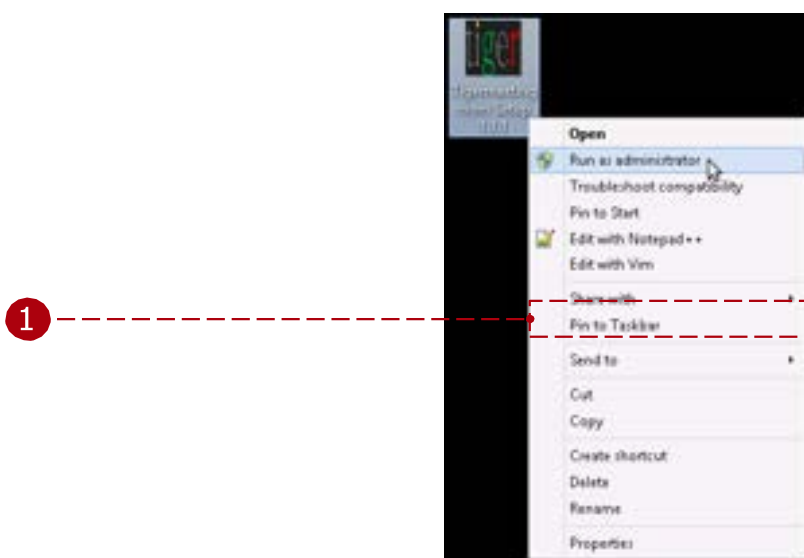 tiger
Open
Run as administrator
Troubleshoot compatibility
Pin to Start
Edit with Notepad++
Edit with Vim
Share with
1
Pin to Taskbar
Send to
Cut
Copy
Create shortcut
Delete
Rename
Properties